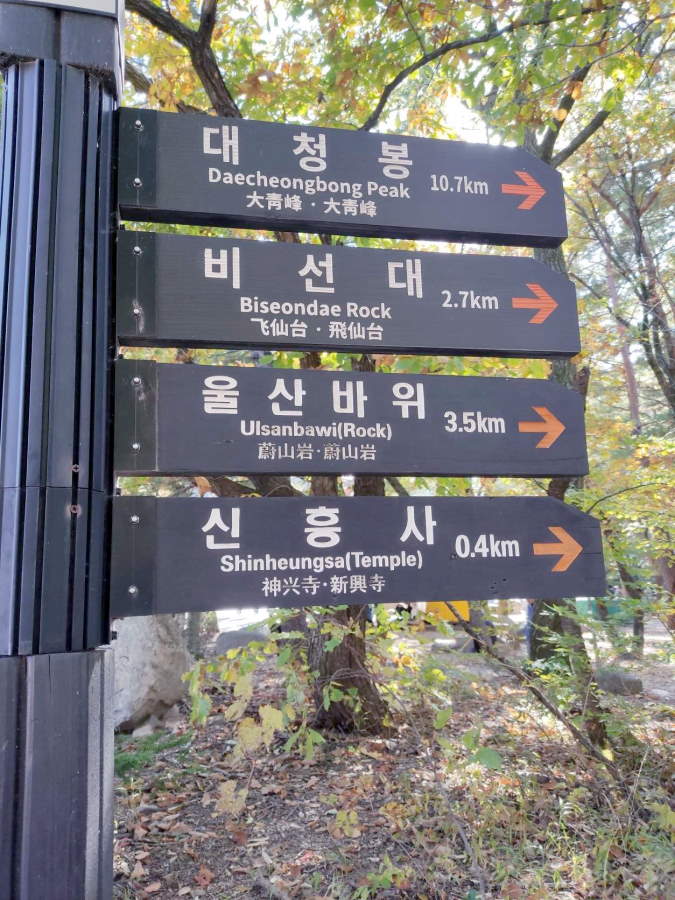 대청봉
Daecheongbong Peak
大青峰 · 大靑峰
10.7km
비선대
Biseondae Rock
飞仙台 · 飛仙台
2.7km
울산바위
Ulsanbawi(Rock)
蔚山岩·蔚山岩
3.5km
신흥사
Shinheungsa(Temple)
神兴寺·新興寺
0.4km